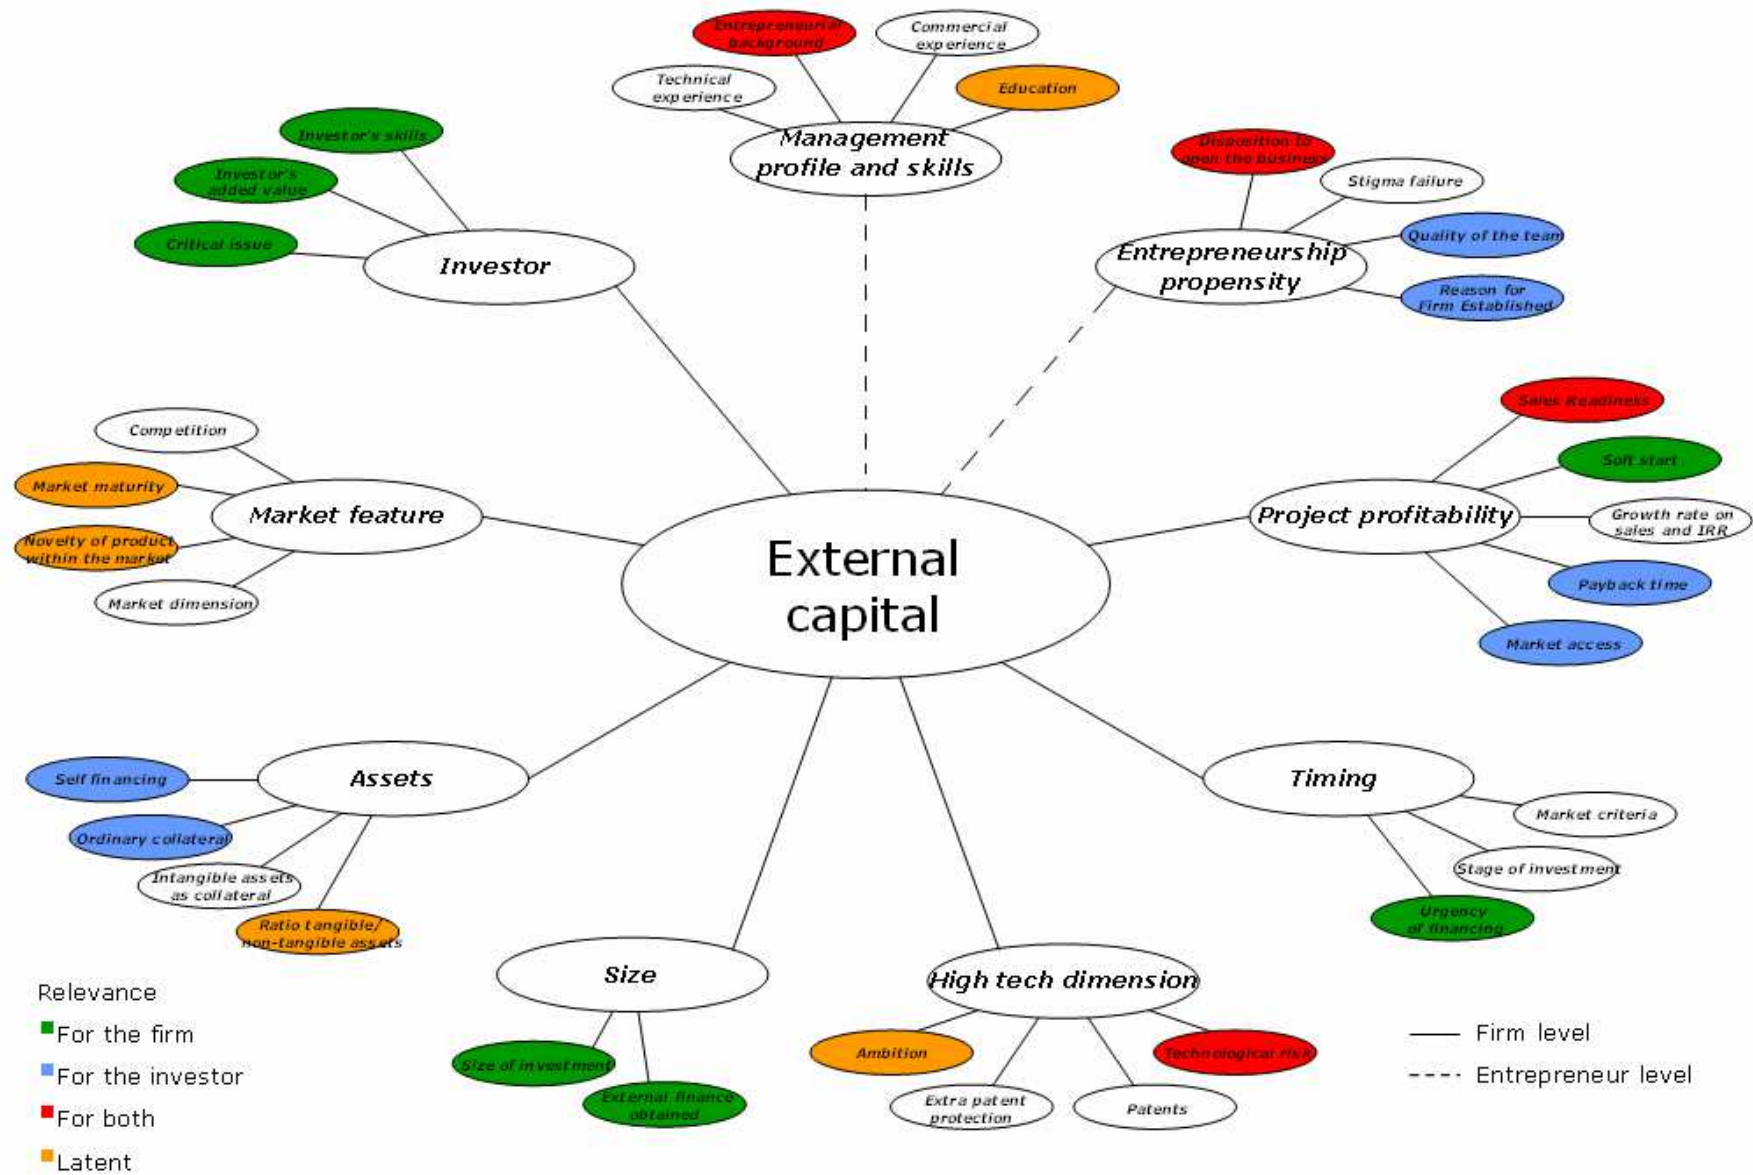 Entrepreneurial
background
Commercial
experience
Technical
experience
Education
Management
profile and skills
Investor's skills
Investor's
added value
Critical issue
Investor
Disposition to
open the business
Stigma failure
Quality of the team
Reason for
Firm Established
Entrepreneurship
propensity
Competition
Market maturity
Novelty of product
within the market
Market dimension
Market feature
External
capital
Project profitability
Sales Readiness
Soft start
Growth rate on
sales and IRR
Payback time
Market access
Self financing
Ordinary collateral
Intangible assets
as collateral
Ratio tangible/
non-tangible assets
Assets
Timing
Market criteria
Stage of investment
Urgency
of financing
Size
Size of investment
External finance
obtained
High tech dimension
Ambition
Extra patent
protection
Patents
Technological risk
Relevance
For the firm
For the investor
For both
Latent
Firm level
Entrepreneur level